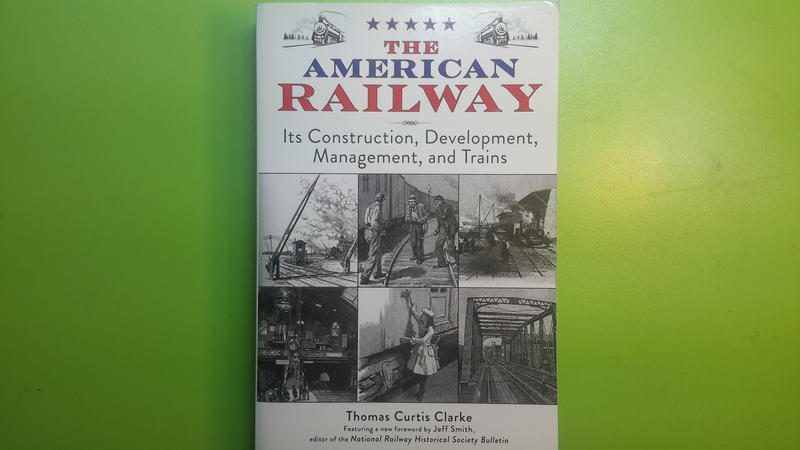 THE
AMERICAN
RAILWAY
Its Construction, Development,
Management, and Trains
Thomas Curtis Clarke
Featuring a new foreword by Jeff Smith,
editor of the National Railway Historical Society Bulletin